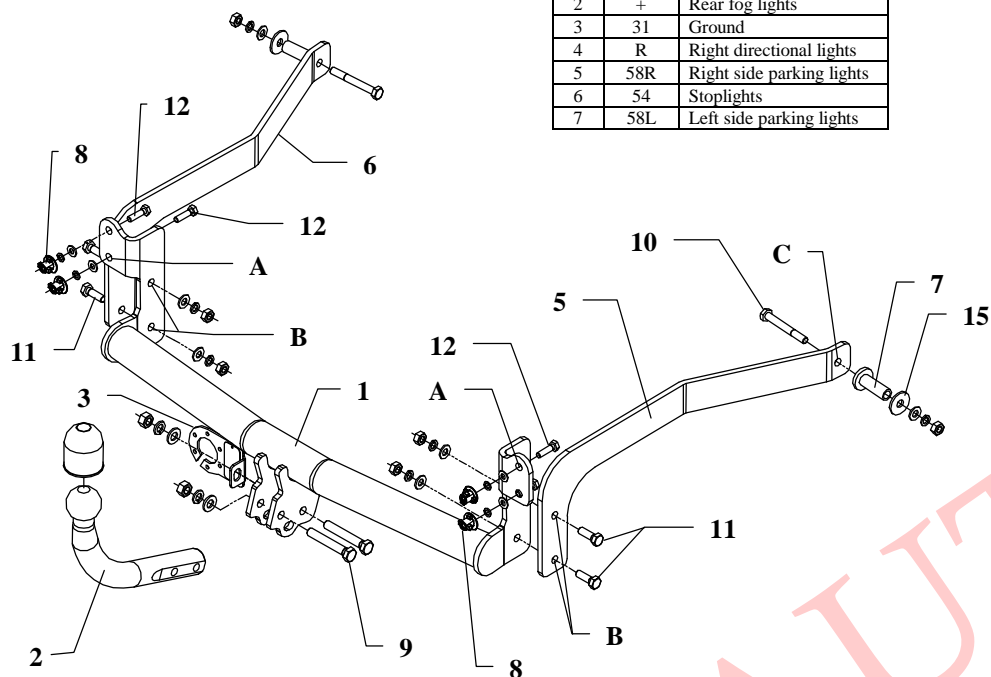 2 + Rear fog lights
3 31 Ground
4 R Right directional lights
5 58R Right side parking lights
6 54 Stoplights
7 58L Left side parking lights
12
8
6
12
A
10
C
7
5
15
B
11
12
1
A
3
11
B
2
9
8
AUT